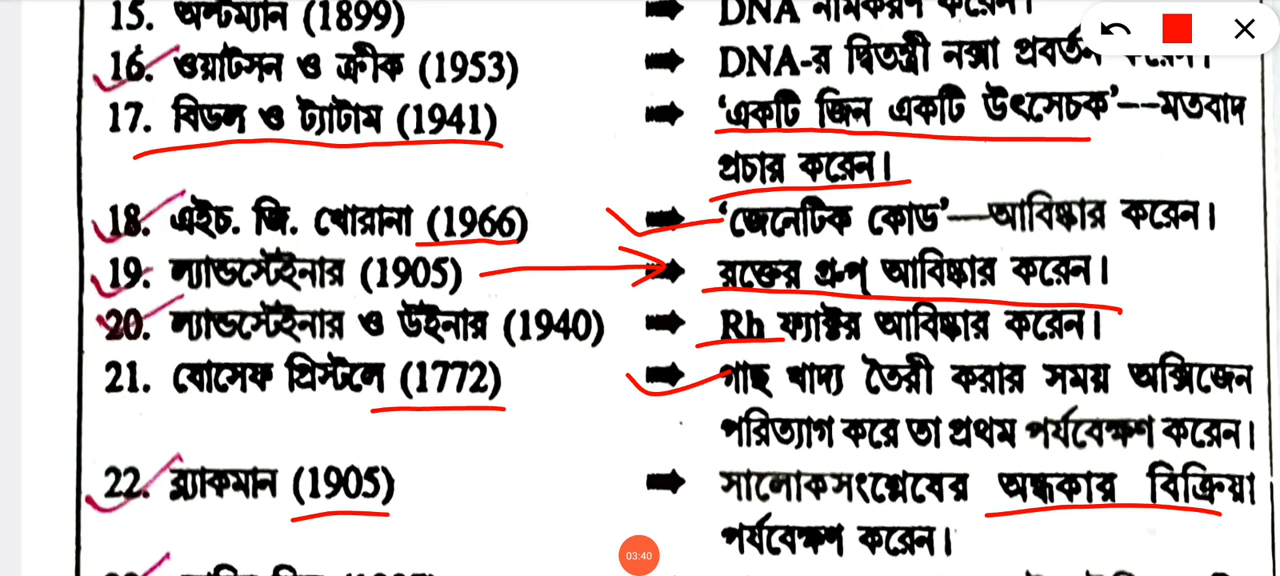 15. অল্টম্যান (1899) ➡ DNA নামকরণ করেন।
16. ওয়াটসন ও ক্রীক (1953) ➡ DNA-র দ্বিতন্ত্রী নক্সা প্রবর্তন করেন।
17. বিডল ও ট্যাটাম (1941) ➡ ‘একটি জিন একটি উৎসেচক’--মতবাদ
প্রচার করেন।
18. এইচ. জি. খোরানা (1966) ➡ ‘জেনেটিক কোড’—আবিষ্কার করেন।
19. ল্যান্ডস্টেইনার (1905) ➡ রক্তের গ্রুপ্ আবিষ্কার করেন।
20. ল্যান্ডস্টেইনার ও উইনার (1940) ➡ Rh ফ্যাক্টর আবিষ্কার করেন।
21. যোসেফ প্রিস্টলে (1772) ➡ গাছ খাদ্য তৈরী করার সময় অক্সিজেন
পরিত্যাগ করে তা প্রথম পর্যবেক্ষণ করেন।
22. ব্ল্যাকমান (1905) ➡ সালোকসংশ্লেষের অন্ধকার বিক্রিয়া
পর্যবেক্ষণ করেন।
03:40